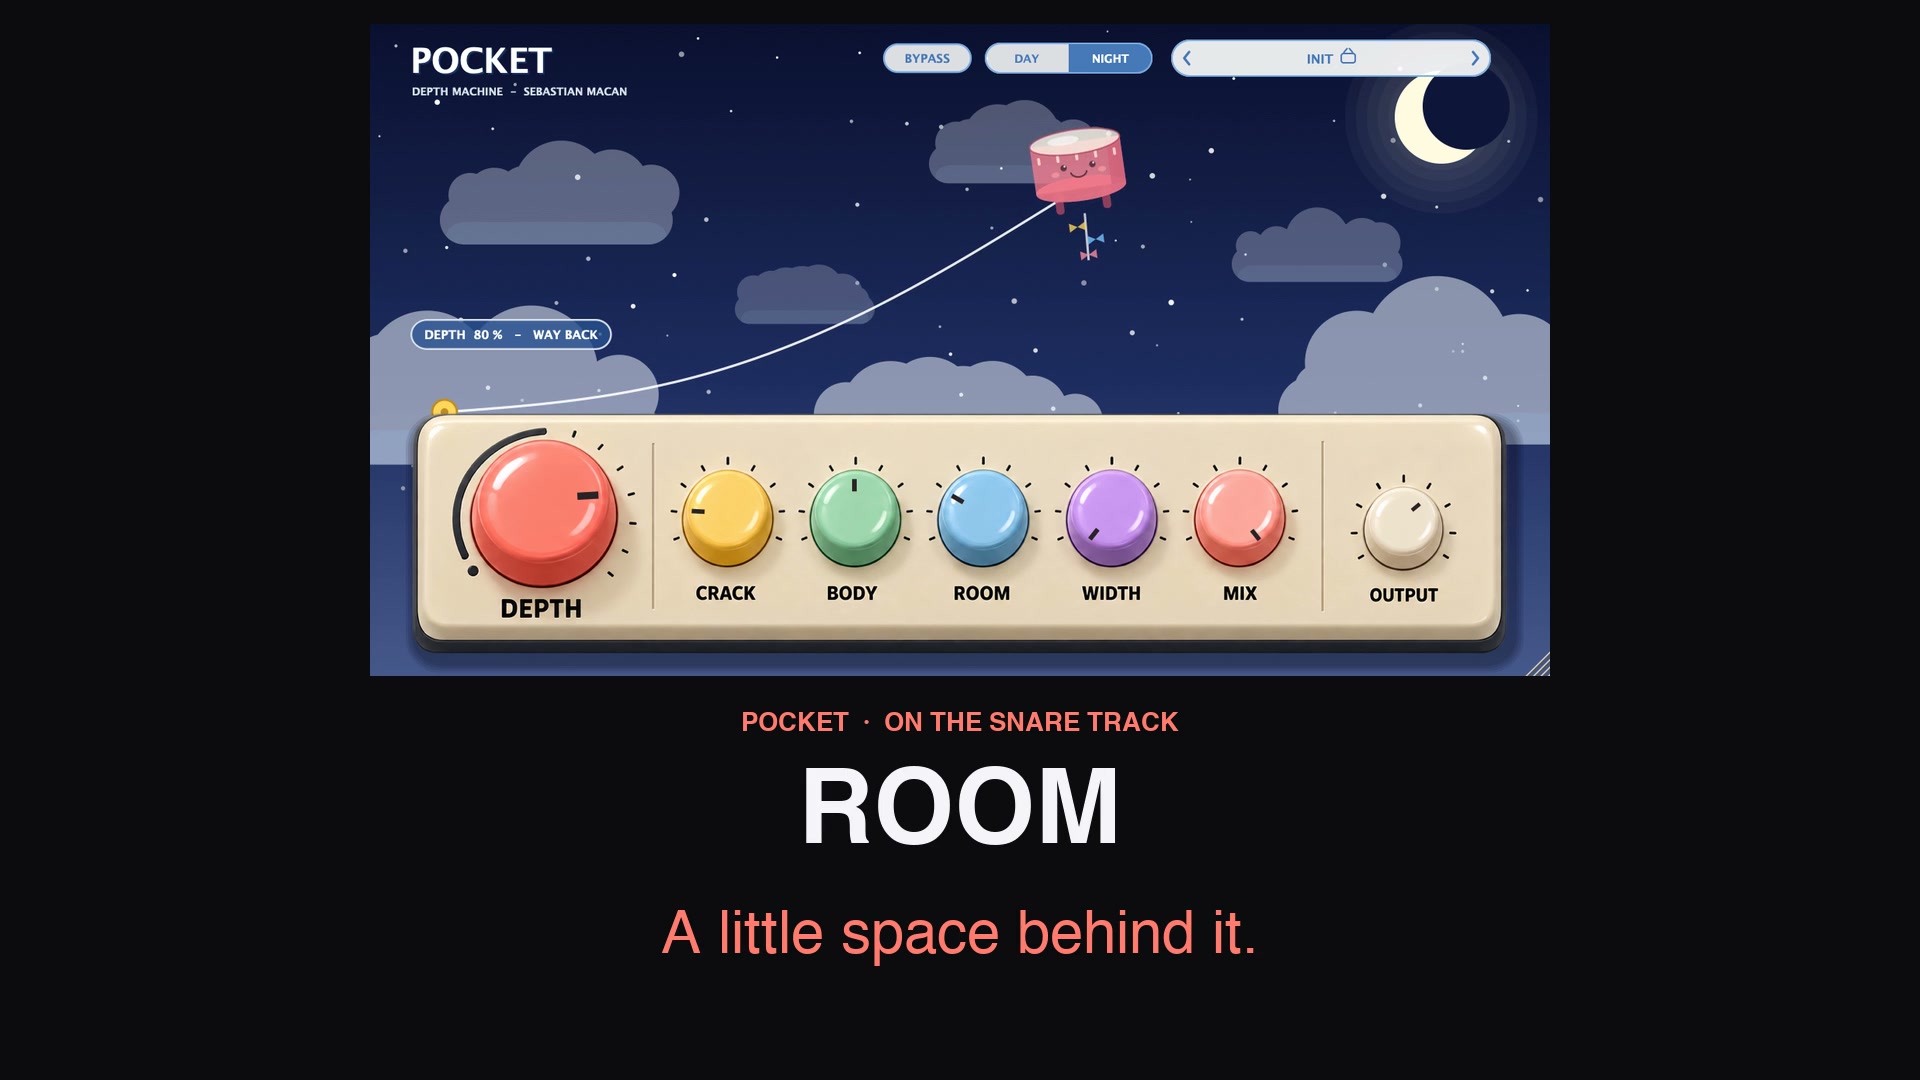 POCKET
DEPTH MACHINE – SEBASTIAN MACAN
BYPASS
DAY
NIGHT
INIT
DEPTH 80 % – WAY BACK
DEPTH
CRACK
BODY
ROOM
WIDTH
MIX
OUTPUT
POCKET · ON THE SNARE TRACK
ROOM
A little space behind it.